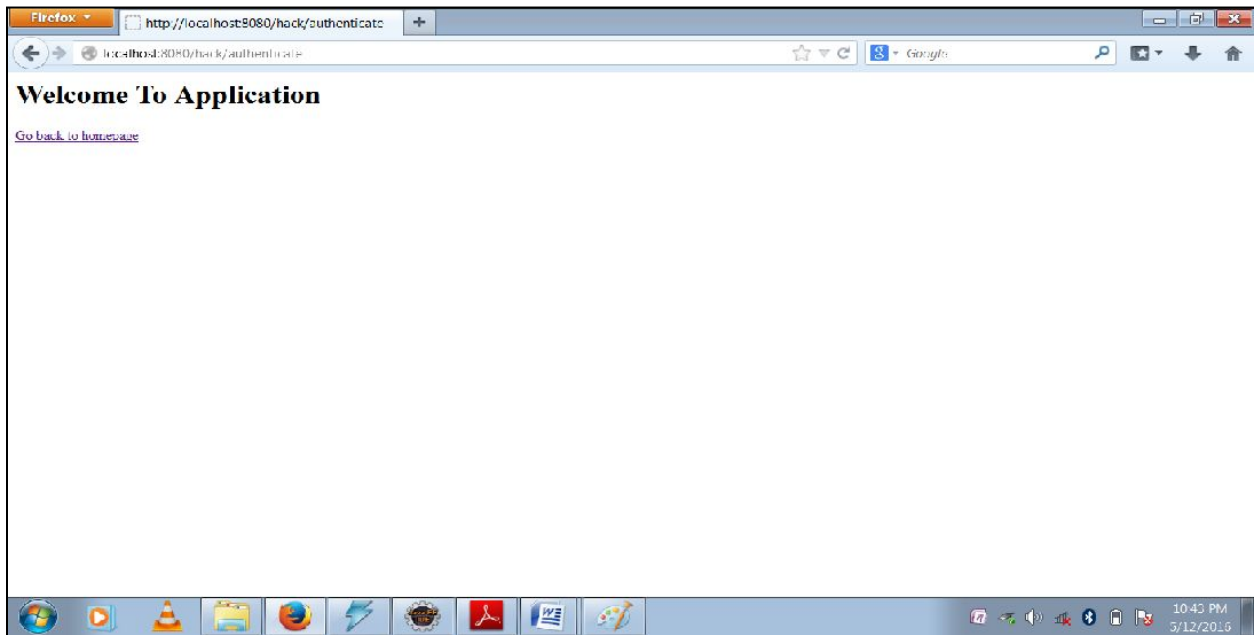 Firefox
http://localhost:8080/hack/authenticate
localhost:8080/hack/authenticate
Google
Welcome To Application
Go back to homepage
10:43 PM
5/12/2016